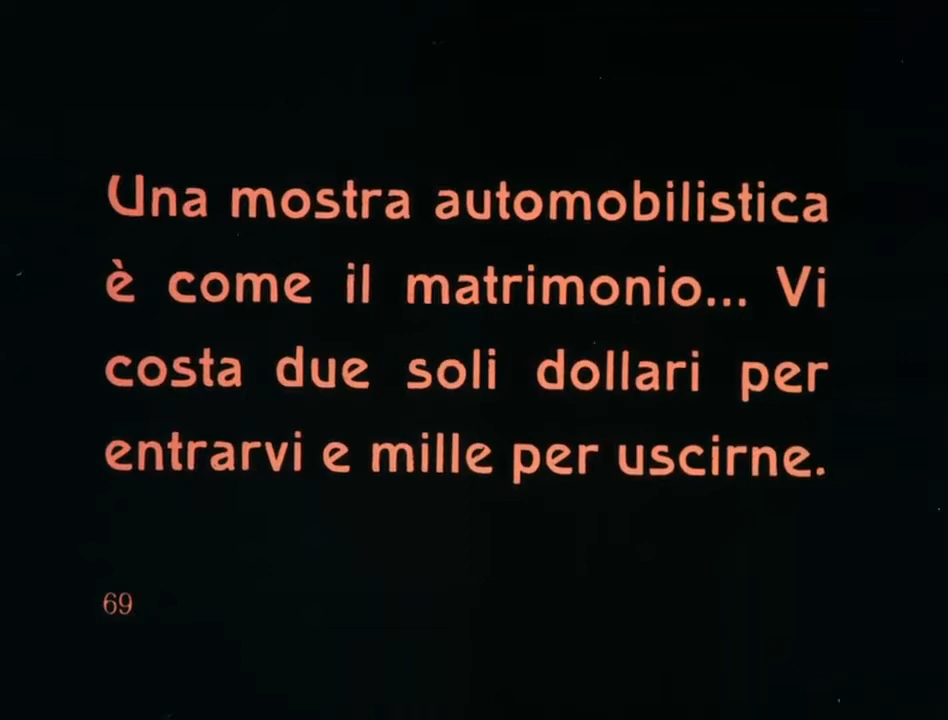 Una mostra automobilistica
è come il matrimonio... Vi
costa due soli dollari per
entrarvi e mille per uscirne.
69